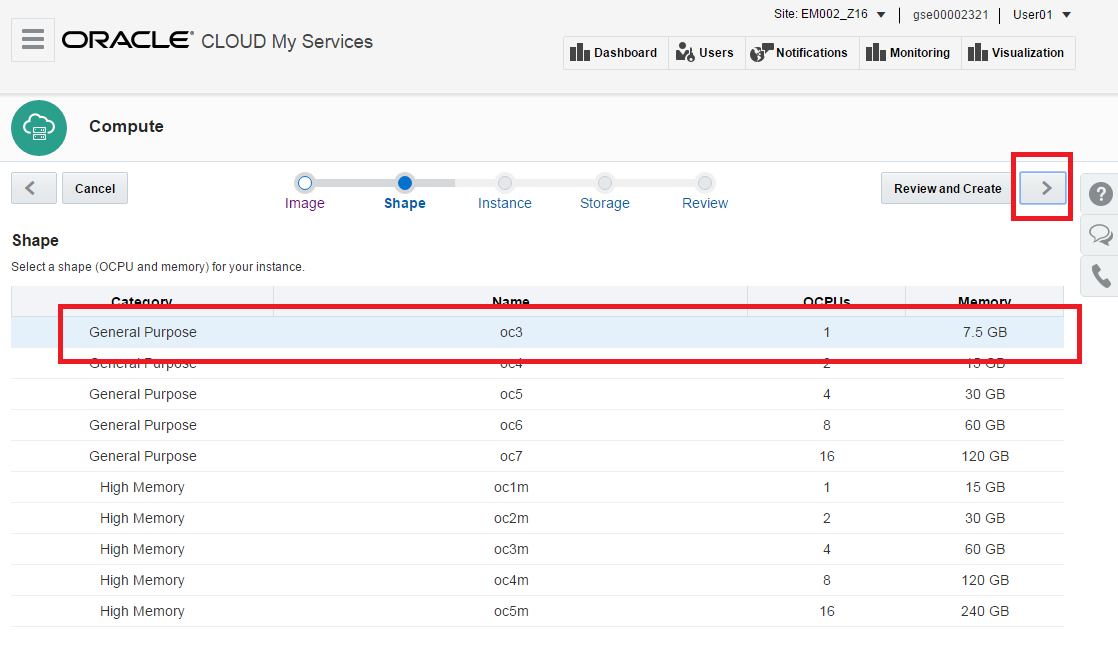 Site: EM002_Z16 gse00002321 User01
ORACLE® CLOUD My Services
Dashboard Users Notifications Monitoring Visualization
Compute
Cancel Review and Create
Image Shape Instance Storage Review
Shape
Select a shape (OCPU and memory) for your instance.
Category Name OCPUs Memory
General Purpose oc3 1 7.5 GB
General Purpose oc4 2 15 GB
General Purpose oc5 4 30 GB
General Purpose oc6 8 60 GB
General Purpose oc7 16 120 GB
High Memory oc1m 1 15 GB
High Memory oc2m 2 30 GB
High Memory oc3m 4 60 GB
High Memory oc4m 8 120 GB
High Memory oc5m 16 240 GB